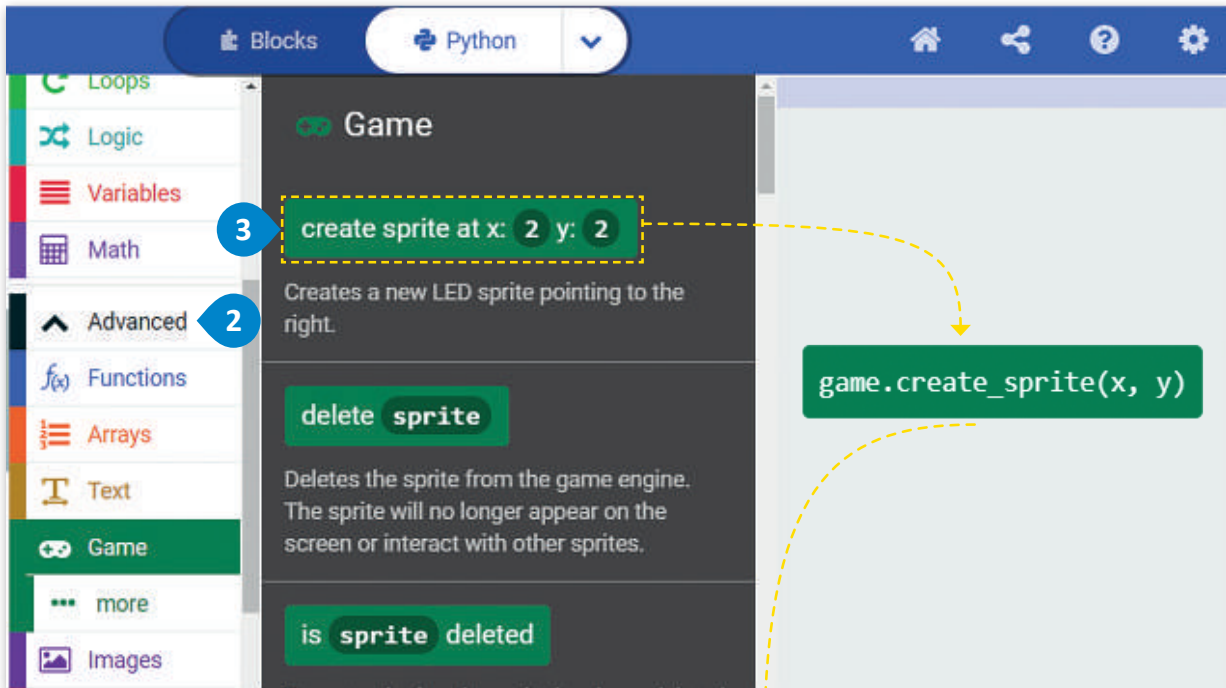 Blocks
Python
Loops
Logic
Variables
Math
Advanced
2
Functions
Arrays
Text
Game
more
Images
Game
3
create sprite at x: 2 y: 2
Creates a new LED sprite pointing to the
right.
delete sprite
Deletes the sprite from the game engine.
The sprite will no longer appear on the
screen or interact with other sprites.
is sprite deleted
game.create_sprite(x, y)